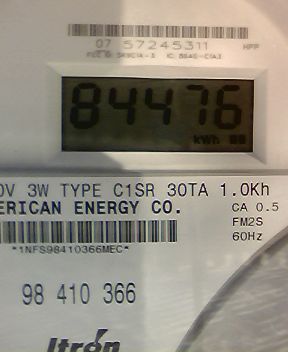 07 57245311
84476
kWh
0V 3W TYPE C1SR 30TA 1.0Kh
ERICAN ENERGY CO.
CA 0.5
FM2S
60Hz
*1NFS98410366MEC*
98 410 366
Itron